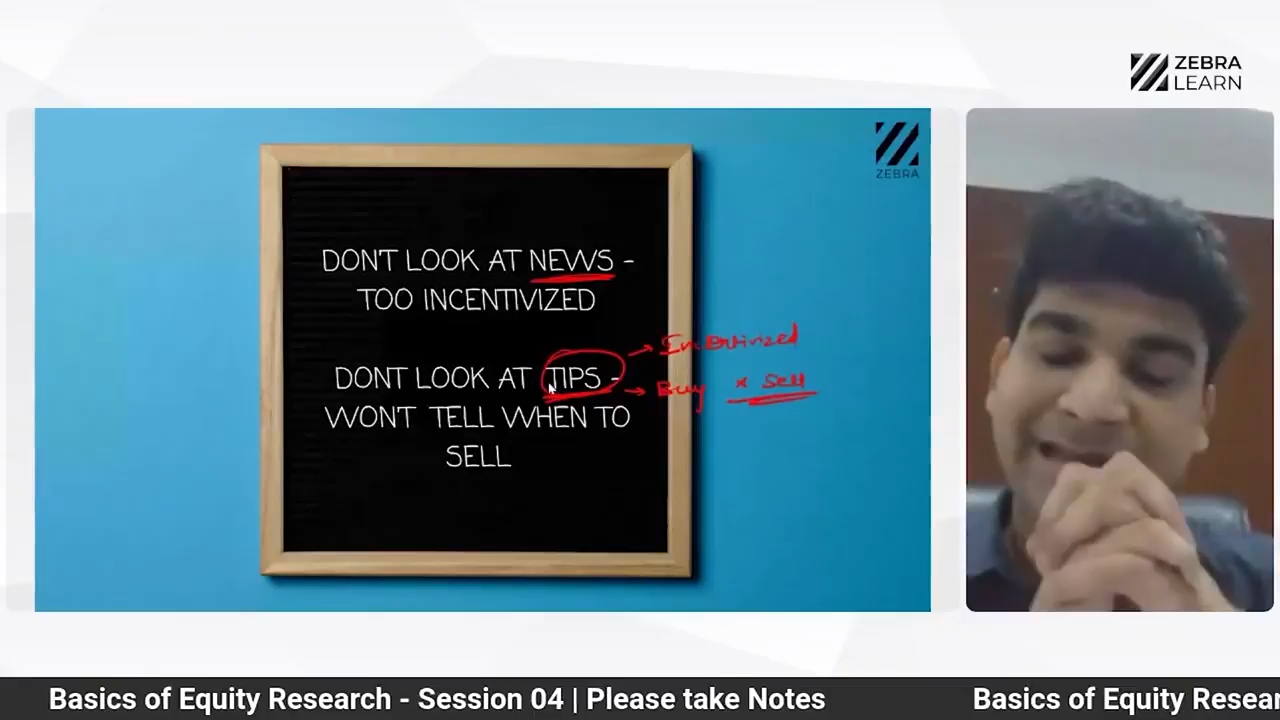 ZEBRA
LEARN
ZEBRA
DON'T LOOK AT NEWS -
TOO INCENTIVIZED
DONT LOOK AT TIPS -
WON'T TELL WHEN TO
SELL
→ Incentivized
→ Buy × Sell
Basics of Equity Research - Session 04 | Please take Notes
Basics of Equity Resear